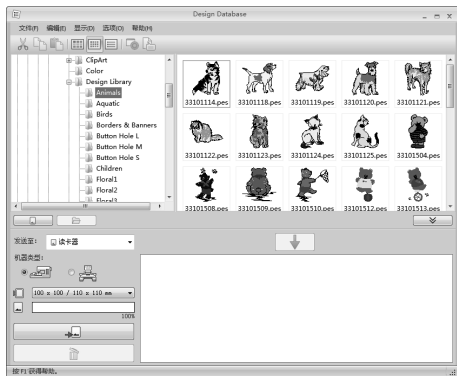 Design Database
文件(F) 编辑(E) 显示(D) 选项(O) 帮助(H)
ClipArt
Color
Design Library
Animals
Aquatic
Birds
Borders & Banners
Button Hole L
Button Hole M
Button Hole S
Children
Floral1
Floral2
Floral3
33101114.pes 33101118.pes 33101119.pes 33101120.pes 33101121.pes
33101122.pes 33101123.pes 33101124.pes 33101125.pes 33101504.pes
33101508.pes 33101509.pes 33101510.pes 33101512.pes 33101513.pes
发送至: 读卡器
机器类型:
100 x 100 / 110 x 110 mm
100%
按 F1 获得帮助。